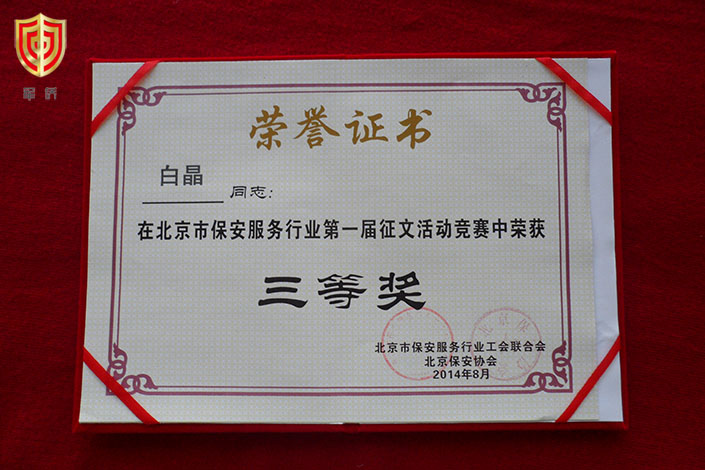 荣誉证书
白晶
同志:
在北京市保安服务行业第一届征文活动竞赛中荣获
三等奖
北京市保安服务行业工会联合会
北京保安协会
2014年8月